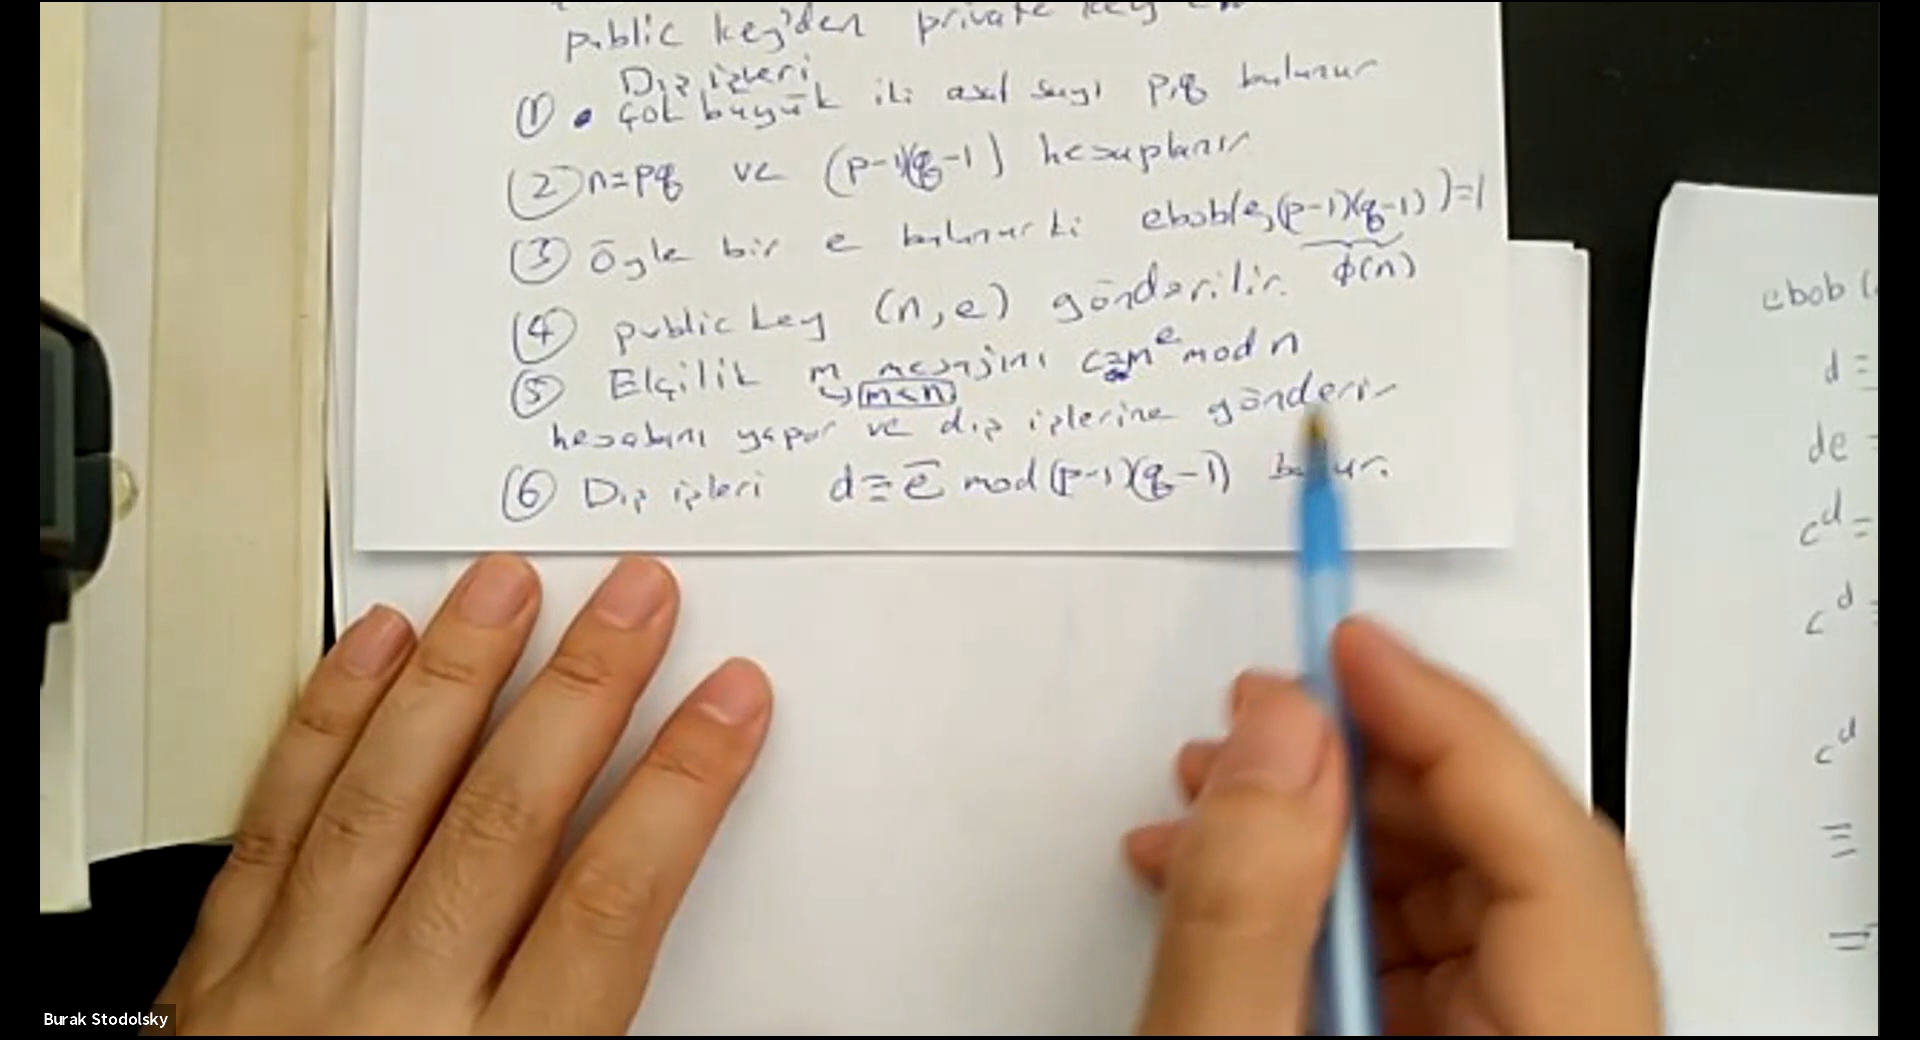 public key'den private key
Dış işleri
① • Çok büyük iki asal sayı p,q bulunur
② n=pq ve (p-1)(q-1) hesaplanır
③ Öyle bir e bulunur ki ebob(e,(p-1)(q-1))=1
ϕ(n)
④ public key (n,e) gönderilir.
⑤ Elçilik m mesajını c≡m^e mod n
↳ m<n
hesabını yapar ve dış işlerine gönderir
⑥ Dış işleri d≡e̅ mod (p-1)(q-1)
ebob (
d =
de
c^d =
c^d
c^d
≡
=
Burak Stodolsky